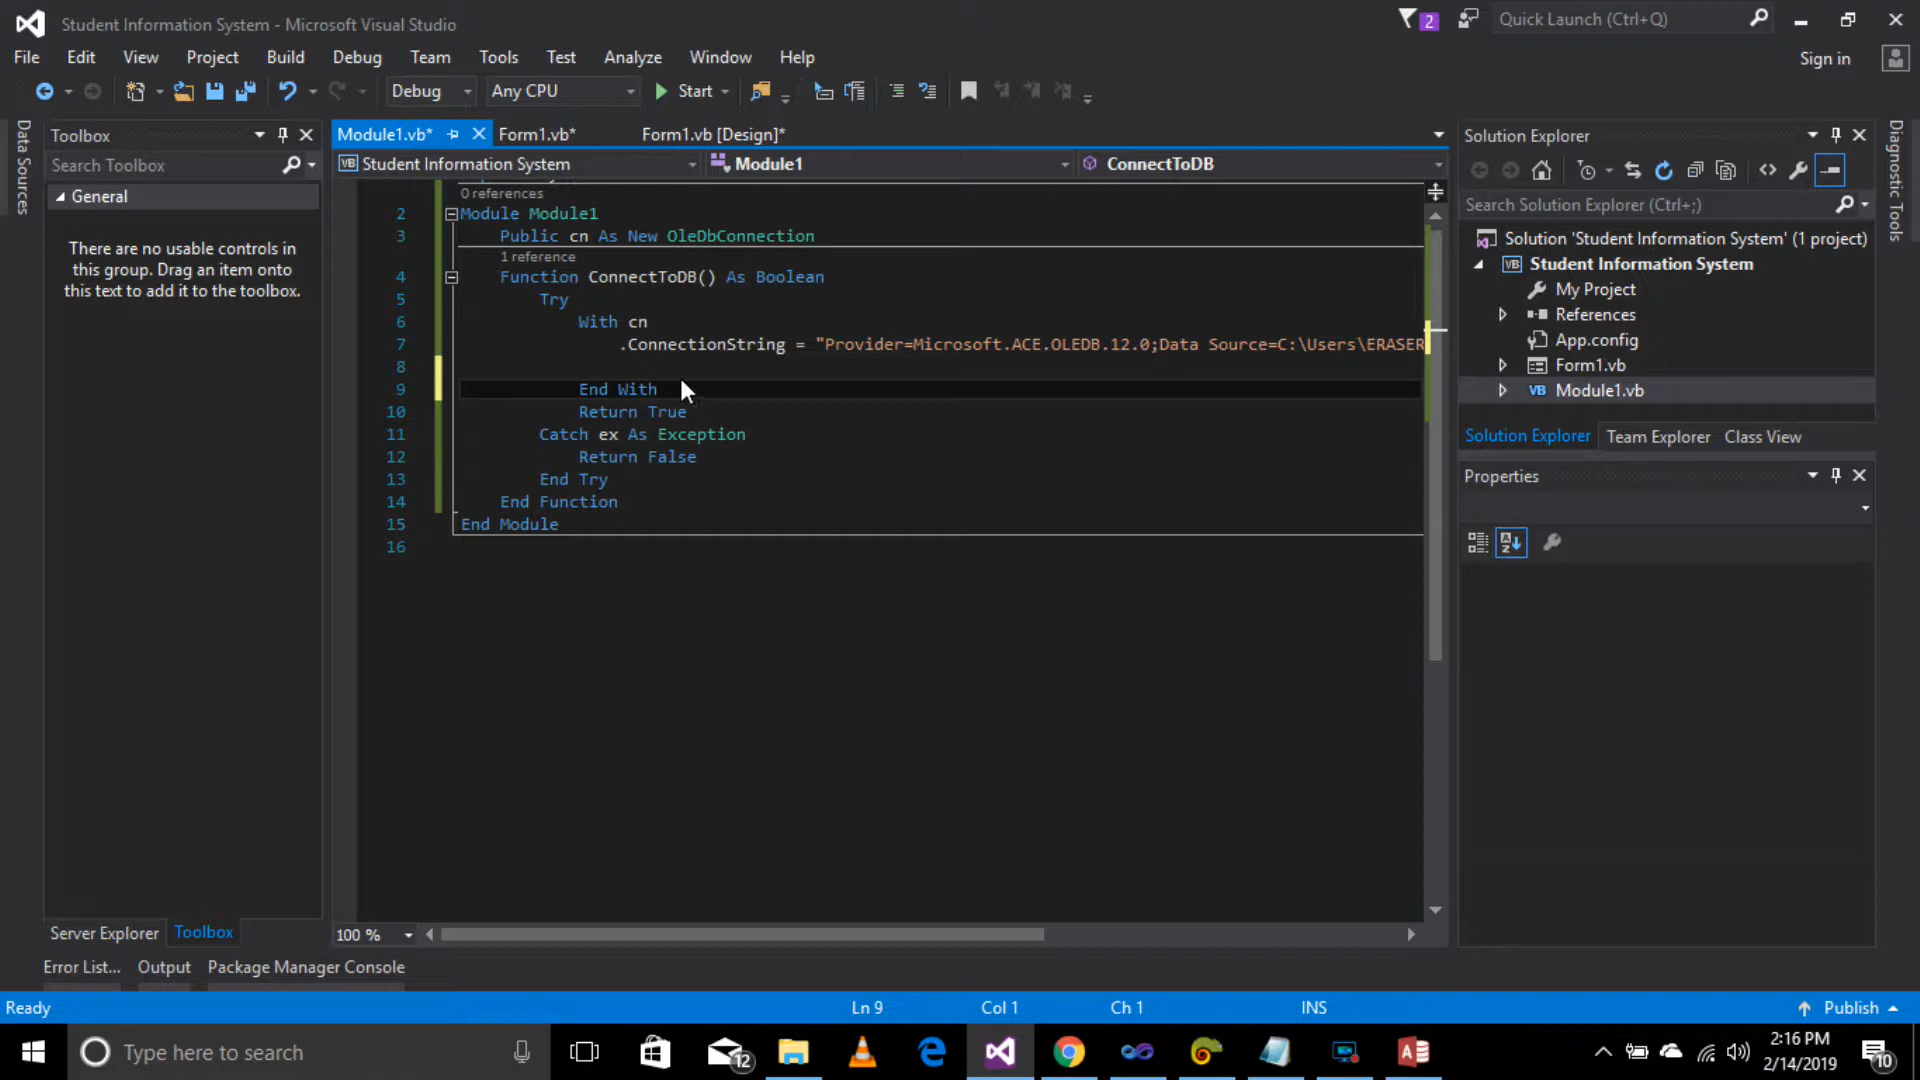 Student Information System - Microsoft Visual Studio
2
Quick Launch (Ctrl+Q)
File Edit View Project Build Debug Team Tools Test Analyze Window Help
Sign in
Debug Any CPU Start
Data Sources
Toolbox
Search Toolbox
General
There are no usable controls in
this group. Drag an item onto
this text to add it to the toolbox.
Server Explorer Toolbox
Module1.vb* Form1.vb* Form1.vb [Design]*
VB Student Information System Module1 ConnectToDB
0 references
2 Module Module1
3 Public cn As New OleDbConnection
1 reference
4 Function ConnectToDB() As Boolean
5 Try
6 With cn
7 .ConnectionString = "Provider=Microsoft.ACE.OLEDB.12.0;Data Source=C:\Users\ERASER
8
9 End With
10 Return True
11 Catch ex As Exception
12 Return False
13 End Try
14 End Function
15 End Module
16
100 %
Solution Explorer
Search Solution Explorer (Ctrl+;)
Solution 'Student Information System' (1 project)
VB Student Information System
My Project
References
App.config
Form1.vb
VB Module1.vb
Solution Explorer Team Explorer Class View
Properties
Diagnostic Tools
Error List... Output Package Manager Console
Ready Ln 9 Col 1 Ch 1 INS Publish
Type here to search
12
2:16 PM
2/14/2019
10